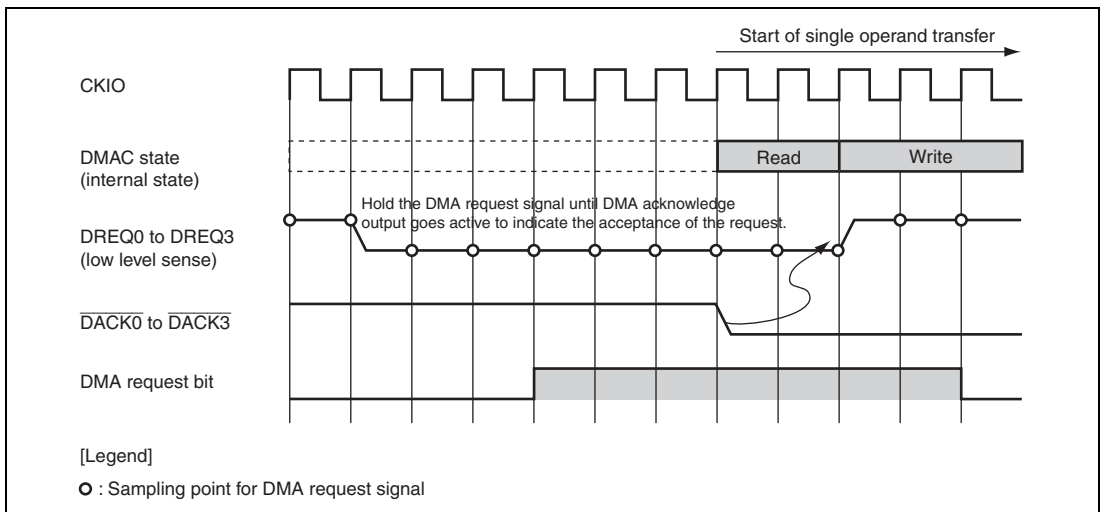 Start of single operand transfer
CKIO
DMAC state
(internal state)
Read
Write
Hold the DMA request signal until DMA acknowledge
output goes active to indicate the acceptance of the request.
DREQ0 to DREQ3
(low level sense)
D̅A̅C̅K̅0̅ to D̅A̅C̅K̅3̅
DMA request bit
[Legend]
: Sampling point for DMA request signal